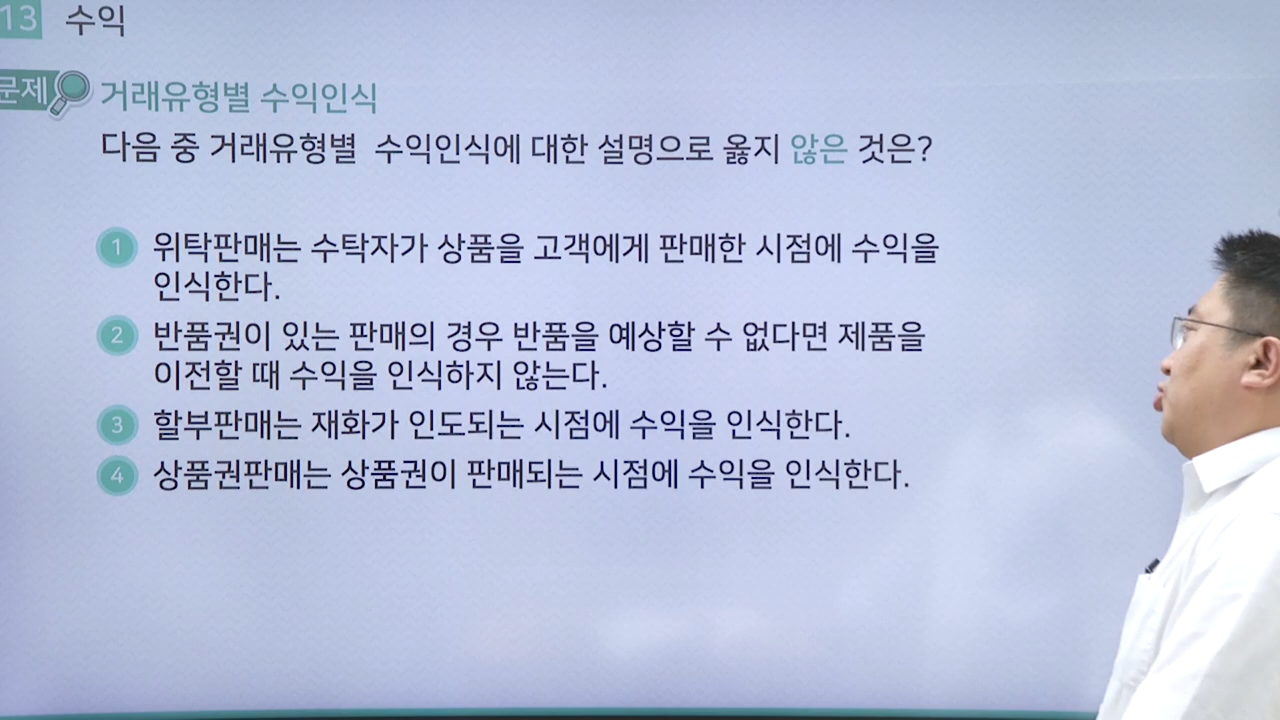 13 수익
문제 거래유형별 수익인식
다음 중 거래유형별 수익인식에 대한 설명으로 옳지 않은 것은?
1 위탁판매는 수탁자가 상품을 고객에게 판매한 시점에 수익을
인식한다.
2 반품권이 있는 판매의 경우 반품을 예상할 수 없다면 제품을
이전할 때 수익을 인식하지 않는다.
3 할부판매는 재화가 인도되는 시점에 수익을 인식한다.
4 상품권판매는 상품권이 판매되는 시점에 수익을 인식한다.